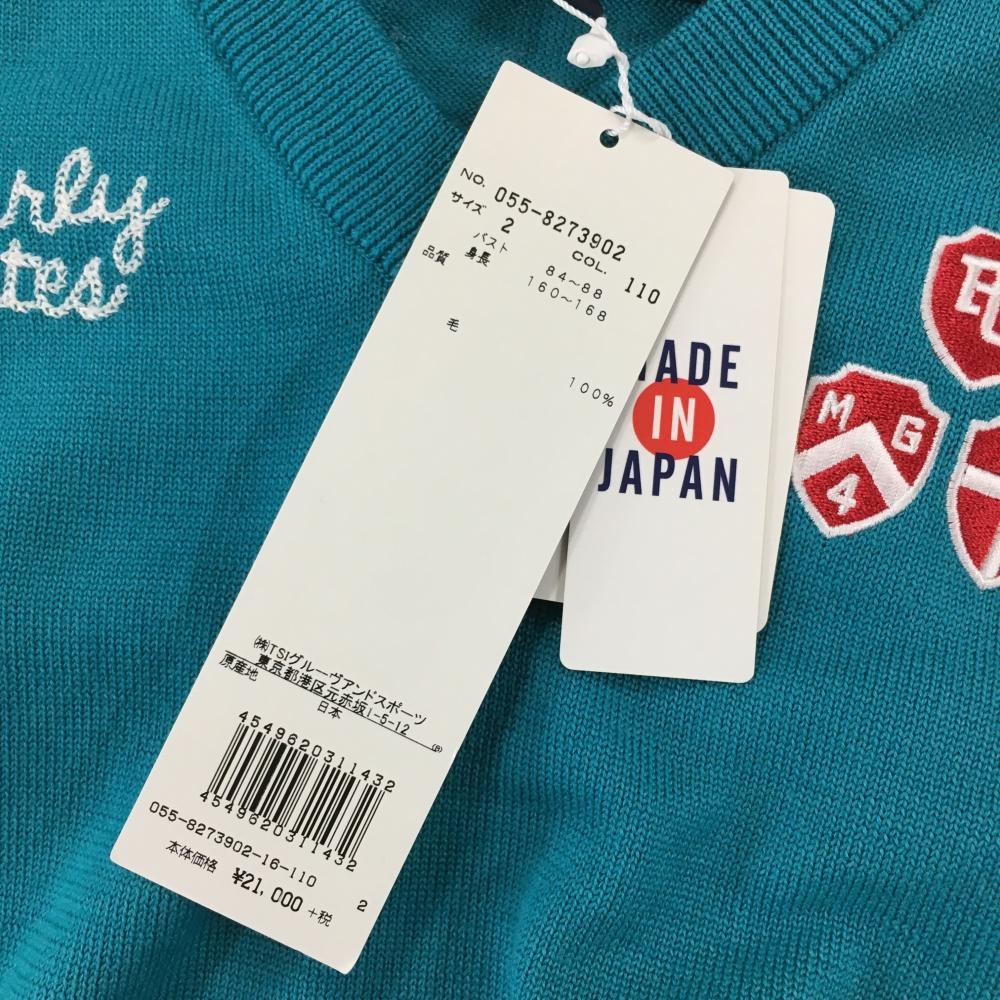 NO. 055-8273902
サイズ 2 COL. 110
バスト 84~88
品質 身長 160~168
毛
100%
(株)TSIグルーヴアンドスポーツ
東京都港区元赤坂1-5-12
原産地 日本
(B)
4549620311432
4549620311432
055-8273902-16-110
本体価格 ¥21,000 +税
2
MADE
IN
JAPAN
rly
tes
M G
4